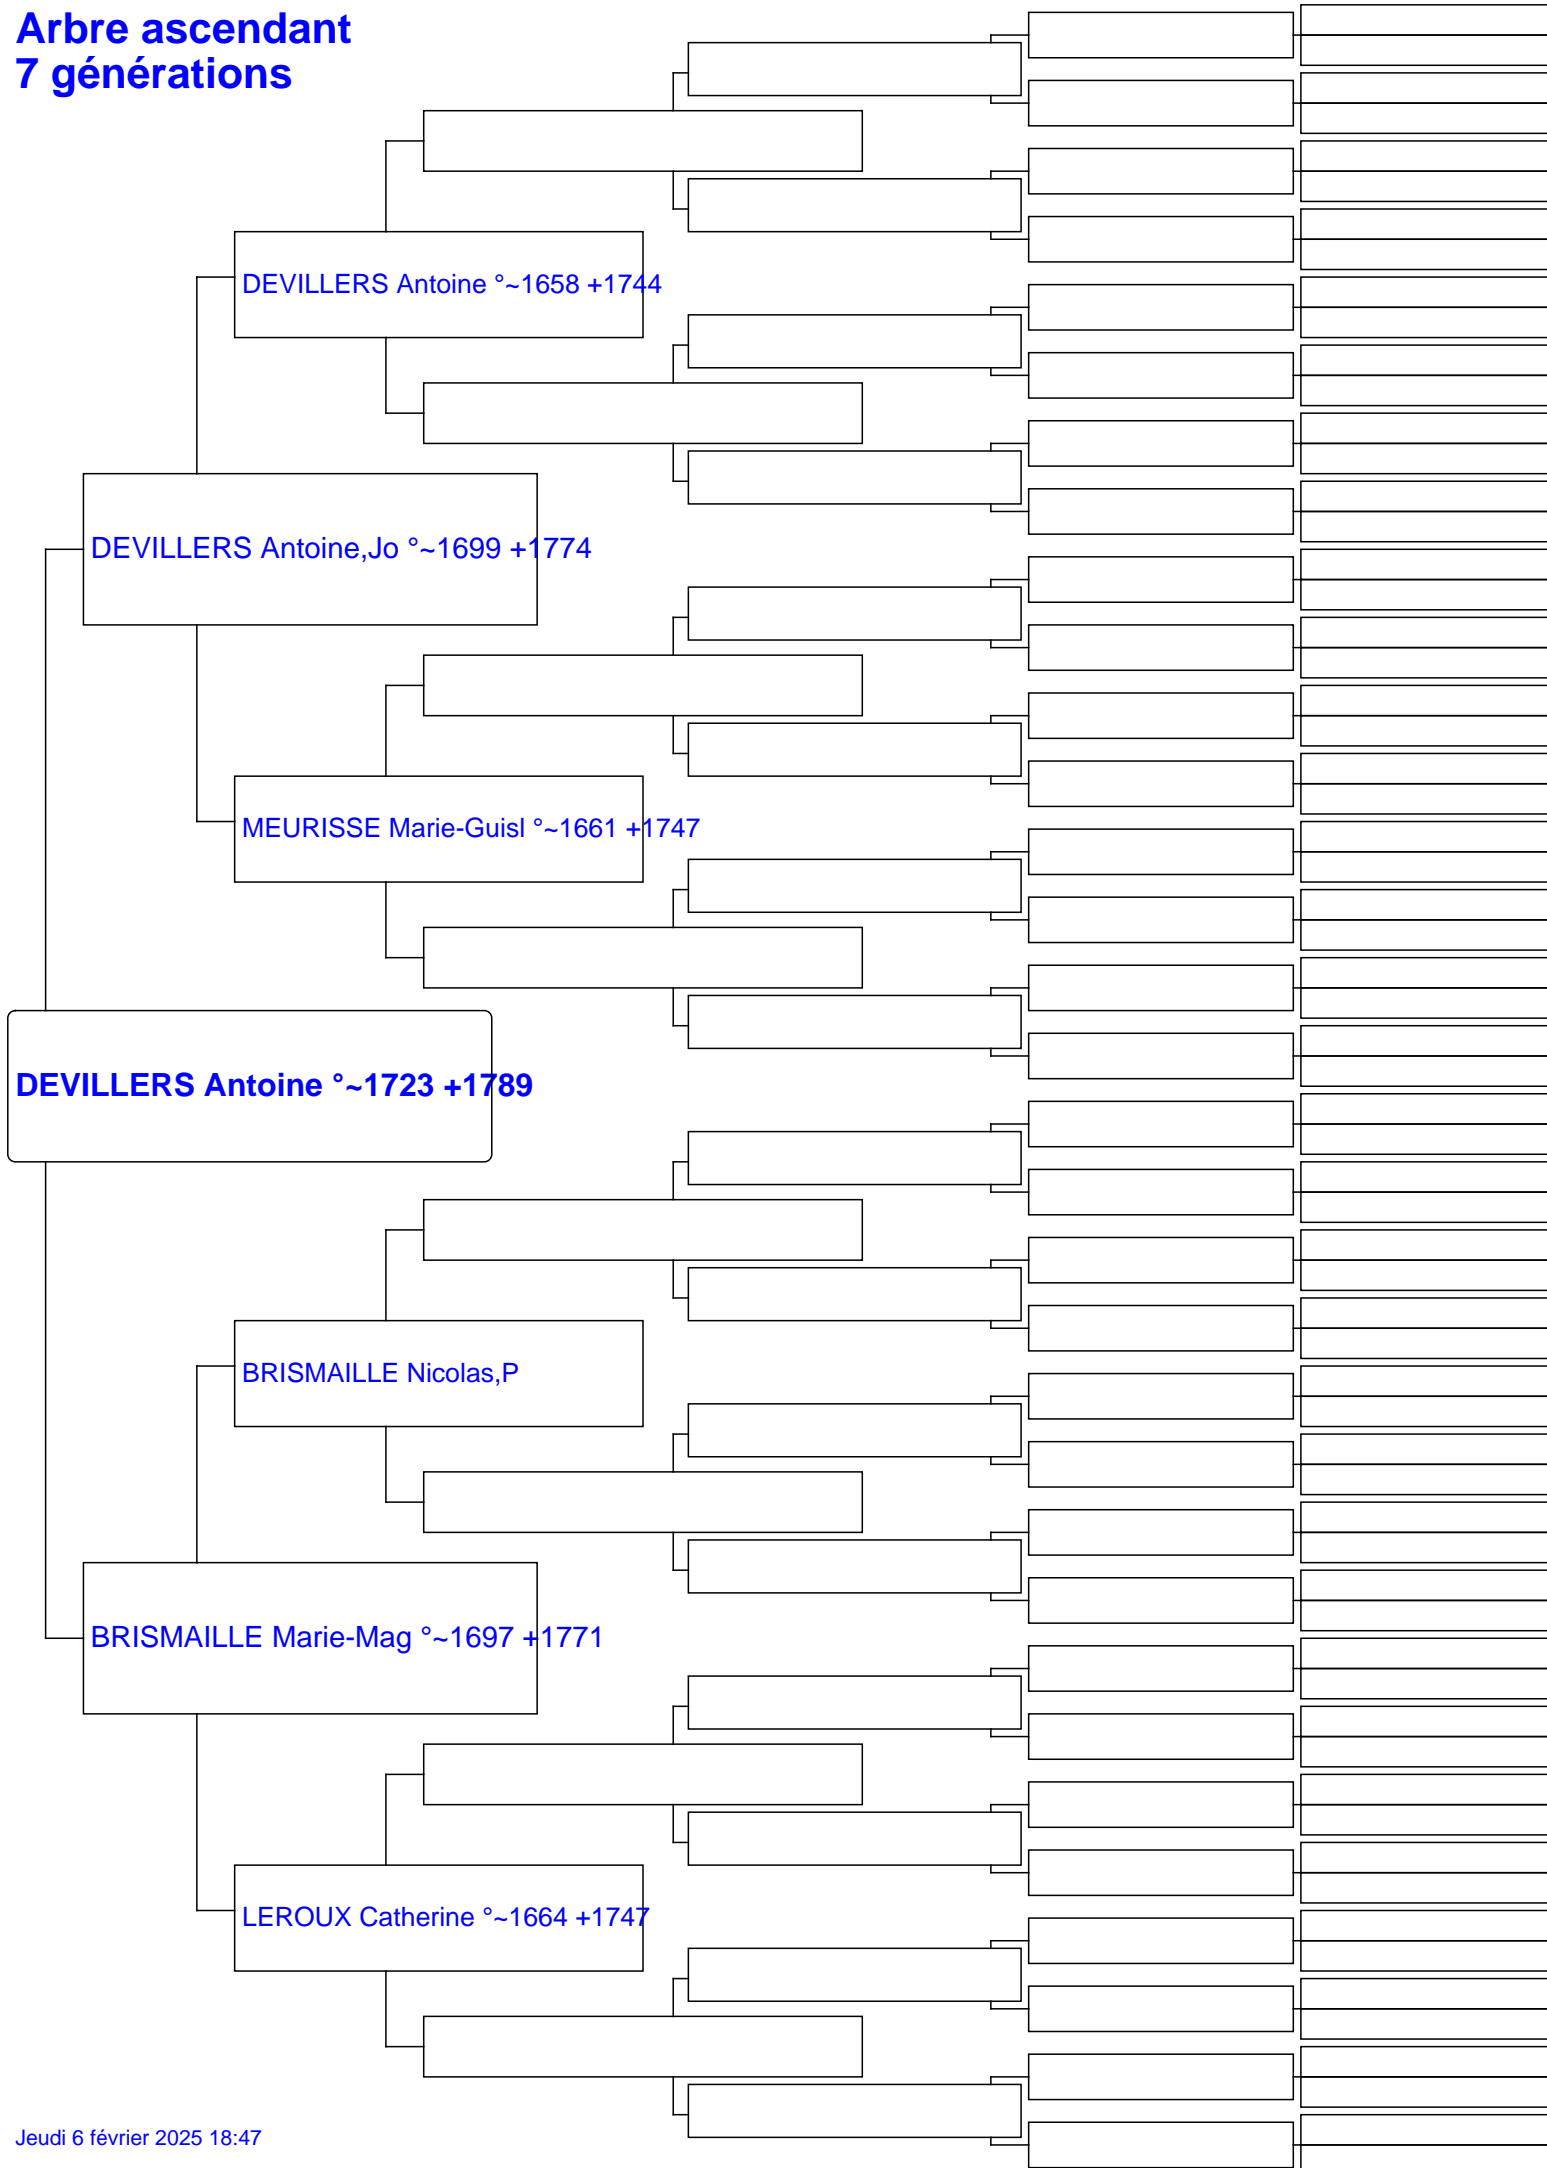 Arbre ascendant
7 générations
DEVILLERS Antoine °~1658 +1744
DEVILLERS Antoine,Jo °~1699 +1774
MEURISSE Marie-Guisl °~1661 +1747
DEVILLERS Antoine °~1723 +1789
BRISMAILLE Nicolas,P
BRISMAILLE Marie-Mag °~1697 +1771
LEROUX Catherine °~1664 +1747
Jeudi 6 février 2025 18:47